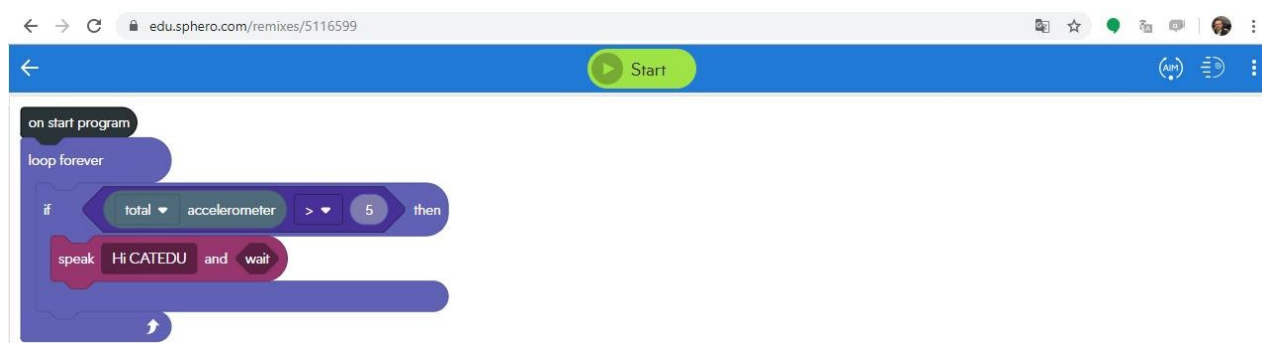 edu.sphero.com/remixes/5116599
Start
AIM
on start program
loop forever
if total accelerometer > 5 then
speak Hi CATEDU and wait